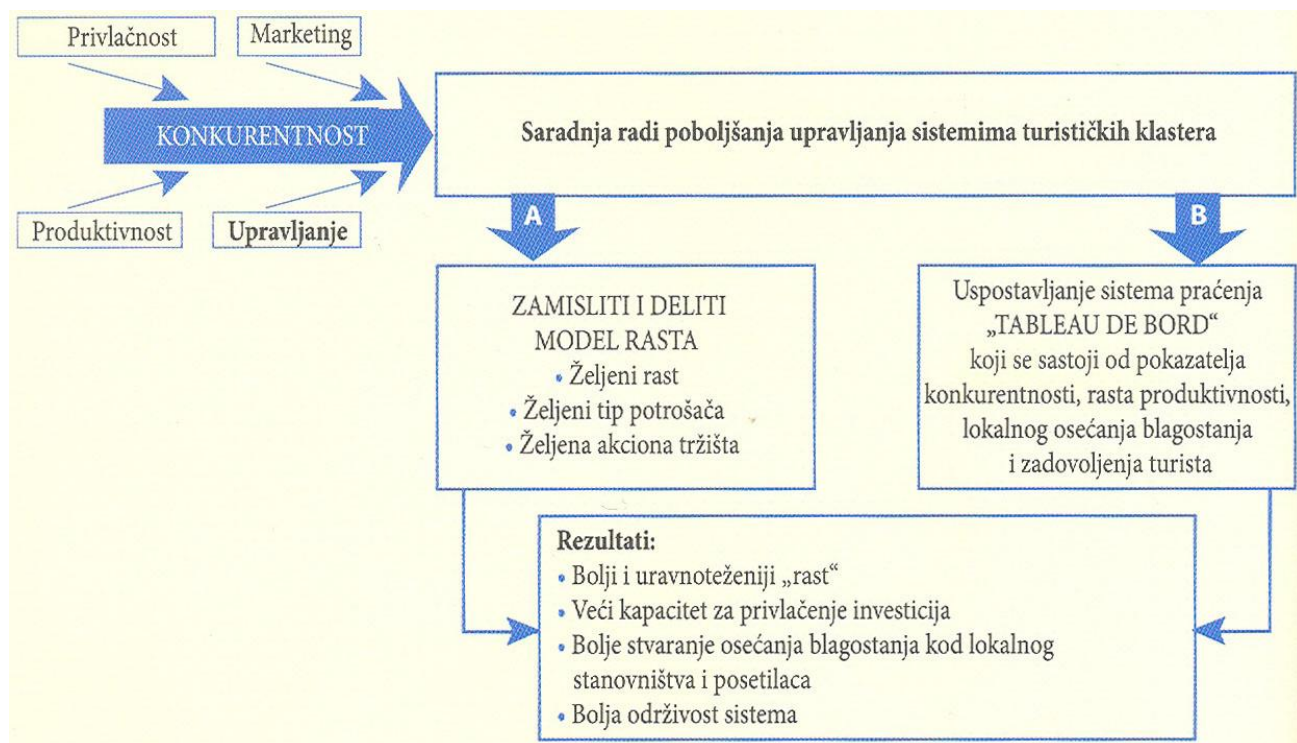 Privlačnost
Marketing
KONKURENTNOST
Produktivnost
Upravljanje
Saradnja radi poboljšanja upravljanja sistemima turističkih klastera
A
B
ZAMISLITI I DELITI
MODEL RASTA
• Željeni rast
• Željeni tip potrošača
• Željena akciona tržišta
Uspostavljanje sistema praćenja
„TABLEAU DE BORD“
koji se sastoji od pokazatelja
konkurentnosti, rasta produktivnosti,
lokalnog osećanja blagostanja
i zadovoljenja turista
Rezultati:
• Bolji i uravnoteženiji „rast“
• Veći kapacitet za privlačenje investicija
• Bolje stvaranje osećanja blagostanja kod lokalnog
stanovništva i posetilaca
• Bolja održivost sistema